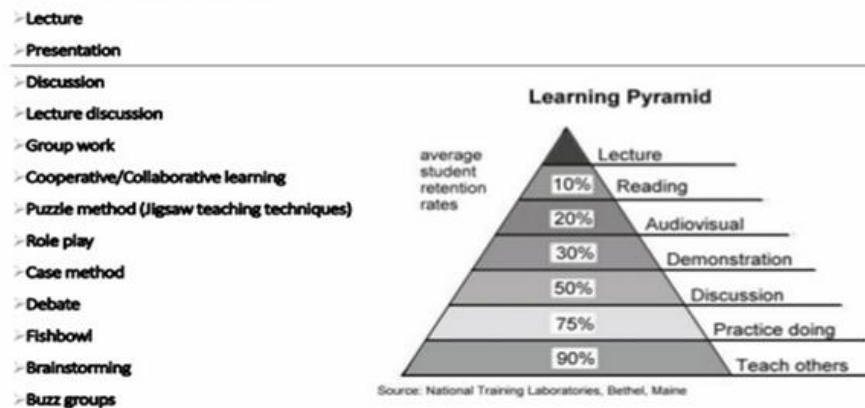 Lecture
Presentation
Discussion
Lecture discussion
Group work
Cooperative/Collaborative learning
Puzzle method (Jigsaw teaching techniques)
Role play
Case method
Debate
Fishbowl
Brainstorming
Buzz groups
Learning Pyramid
average
student
retention
rates
Lecture
10% Reading
20% Audiovisual
30% Demonstration
50% Discussion
75% Practice doing
90% Teach others
Source: National Training Laboratories, Bethel, Maine